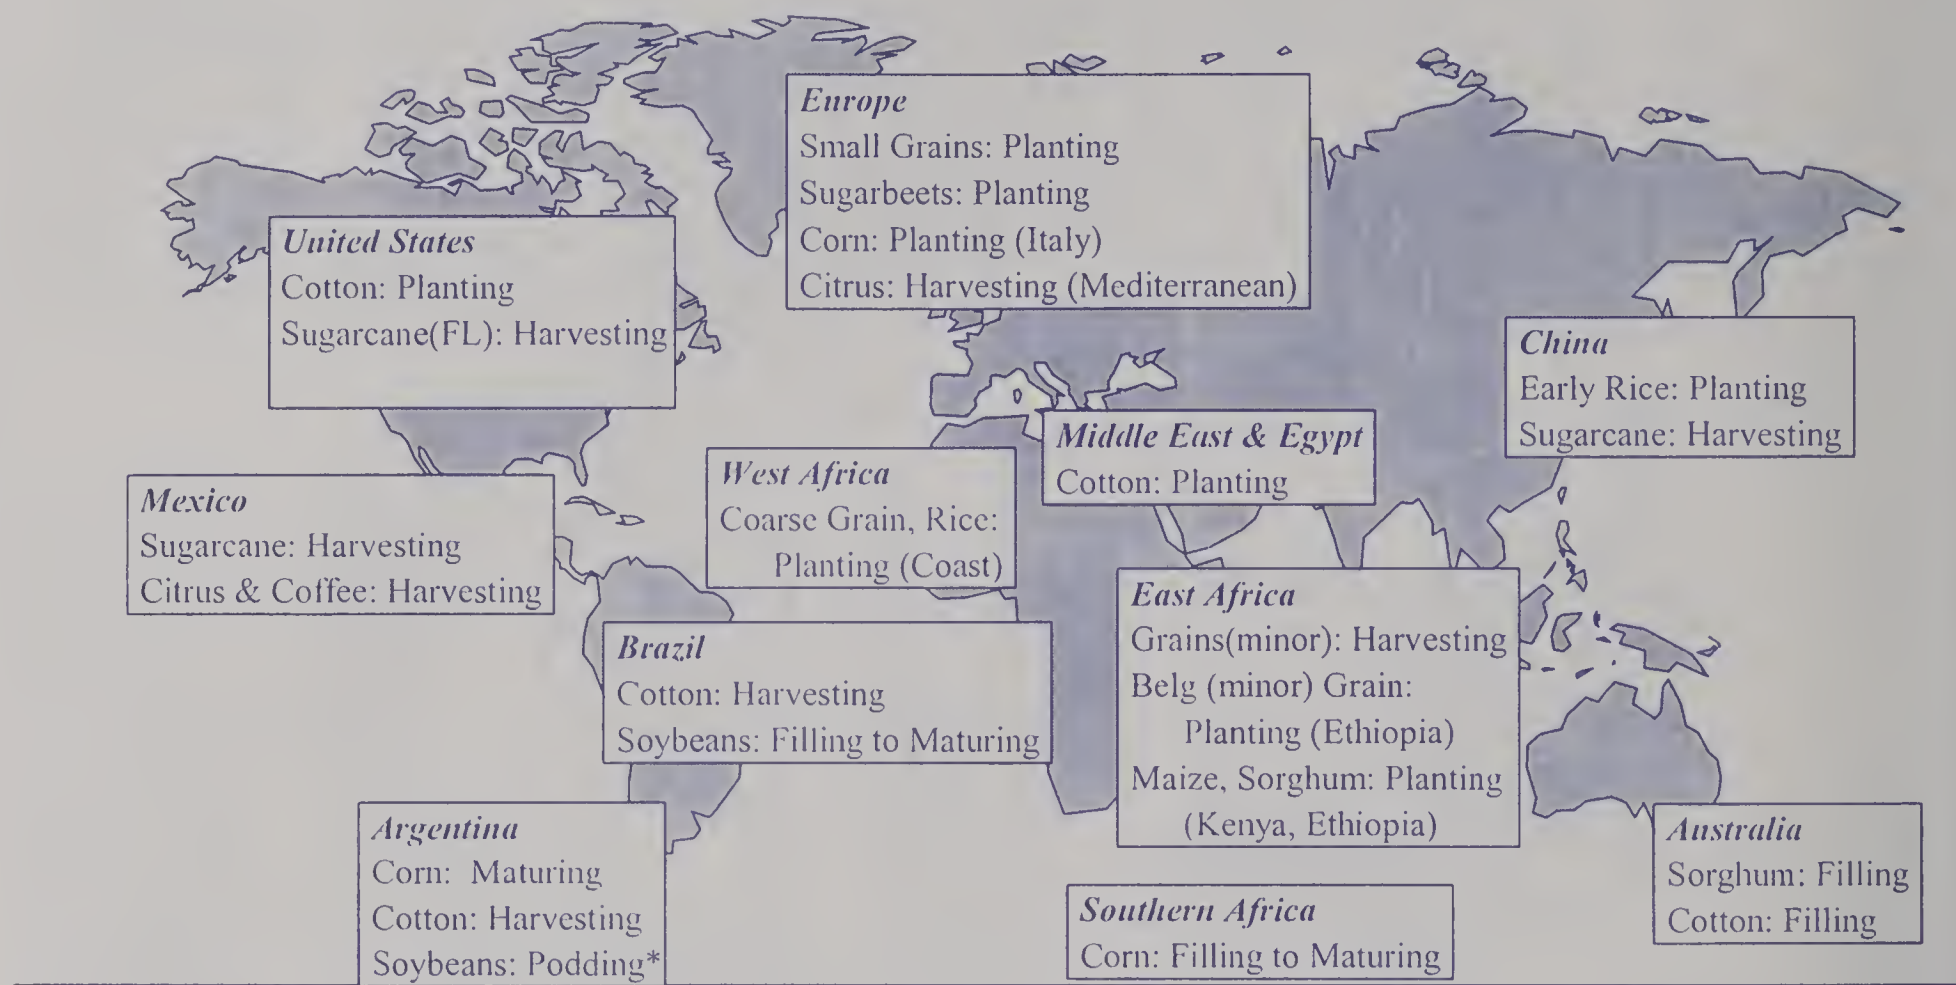 Europe
Small Grains: Planting
Sugarbeets: Planting
Corn: Planting (Italy)
Citrus: Harvesting (Mediterranean)
United States
Cotton: Planting
Sugarcane(FL): Harvesting
China
Early Rice: Planting
Sugarcane: Harvesting
Middle East & Egypt
Cotton: Planting
West Africa
Coarse Grain, Rice:
Planting (Coast)
Mexico
Sugarcane: Harvesting
Citrus & Coffee: Harvesting
East Africa
Grains(minor): Harvesting
Belg (minor) Grain:
Planting (Ethiopia)
Maize, Sorghum: Planting
(Kenya, Ethiopia)
Brazil
Cotton: Harvesting
Soybeans: Filling to Maturing
Argentina
Corn: Maturing
Cotton: Harvesting
Soybeans: Podding*
Southern Africa
Corn: Filling to Maturing
Australia
Sorghum: Filling
Cotton: Filling